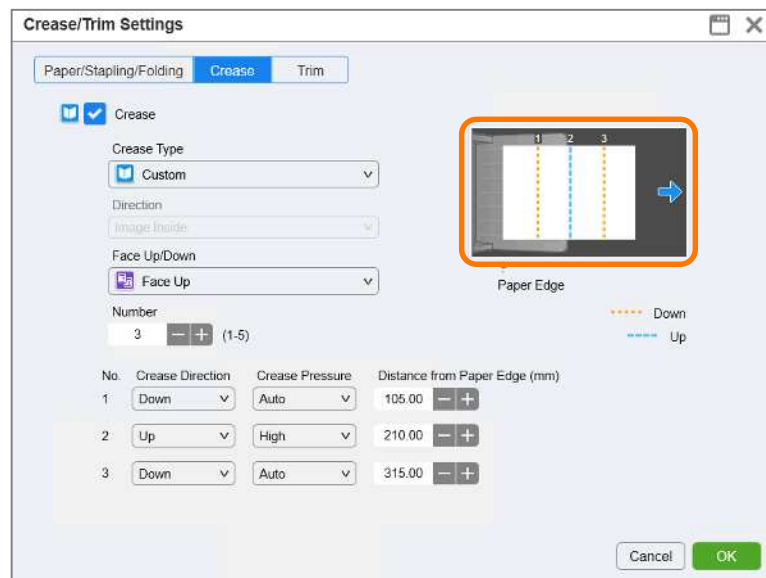 Crease/Trim Settings
Paper/Stapling/Folding Crease Trim
Crease
Crease Type
Custom
Direction
Image Inside
Face Up/Down
Face Up
Number
3 (1-5)
1 2 3
Paper Edge
Down
Up
No. Crease Direction Crease Pressure Distance from Paper Edge (mm)
1 Down Auto 105.00
2 Up High 210.00
3 Down Auto 315.00
Cancel OK